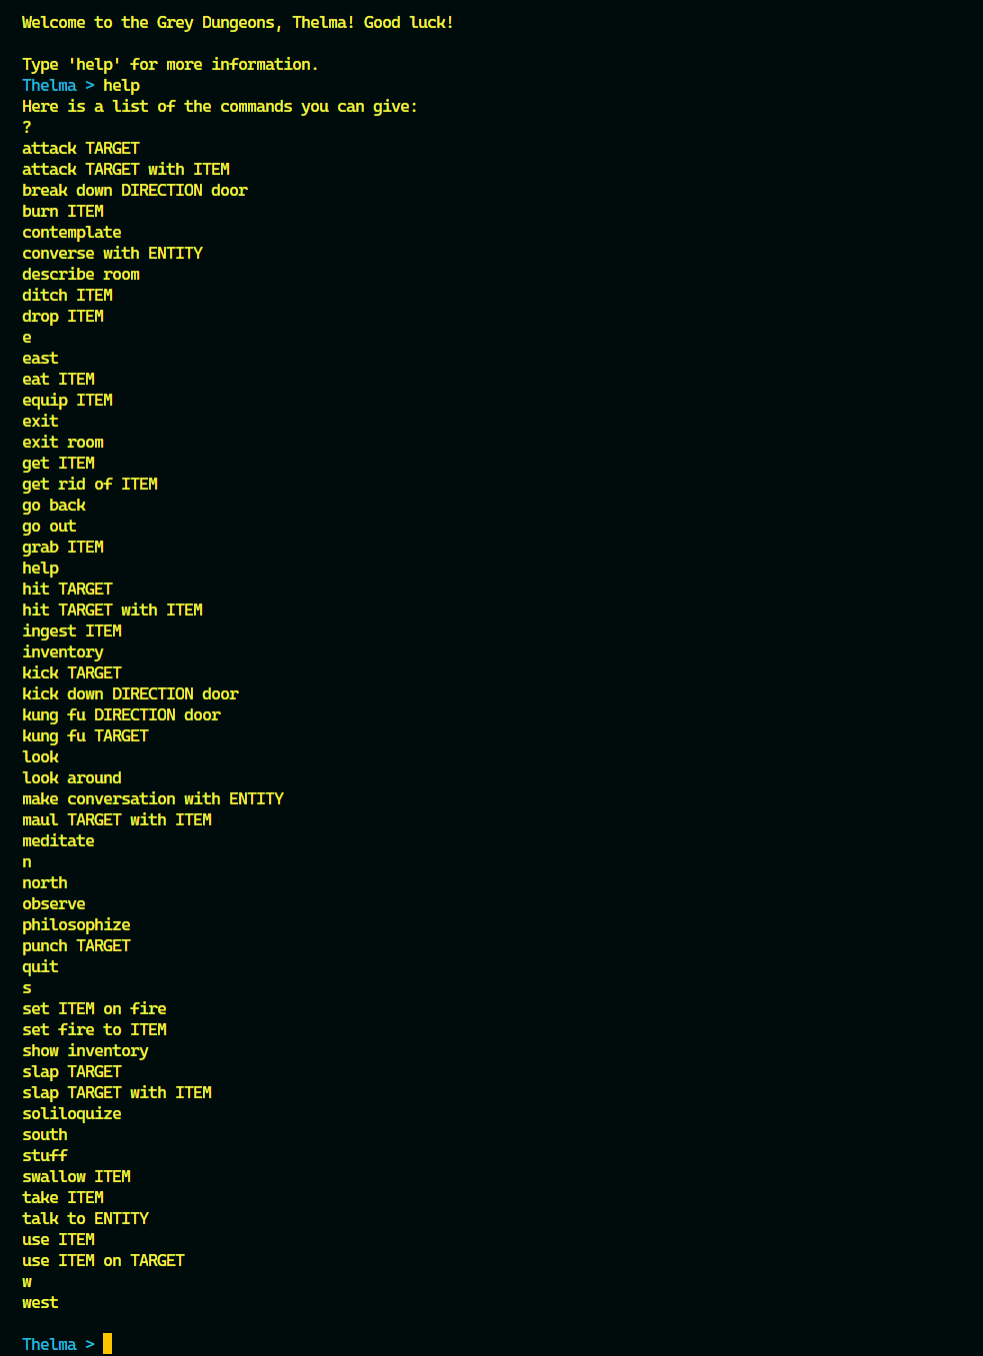 Welcome to the Grey Dungeons, Thelma! Good luck!
Type 'help' for more information.
Thelma > help
Here is a list of the commands you can give:
?
attack TARGET
attack TARGET with ITEM
break down DIRECTION door
burn ITEM
contemplate
converse with ENTITY
describe room
ditch ITEM
drop ITEM
e
east
eat ITEM
equip ITEM
exit
exit room
get ITEM
get rid of ITEM
go back
go out
grab ITEM
help
hit TARGET
hit TARGET with ITEM
ingest ITEM
inventory
kick TARGET
kick down DIRECTION door
kung fu DIRECTION door
kung fu TARGET
look
look around
make conversation with ENTITY
maul TARGET with ITEM
meditate
n
north
observe
philosophize
punch TARGET
quit
s
set ITEM on fire
set fire to ITEM
show inventory
slap TARGET
slap TARGET with ITEM
soliloquize
south
stuff
swallow ITEM
take ITEM
talk to ENTITY
use ITEM
use ITEM on TARGET
w
west
Thelma >